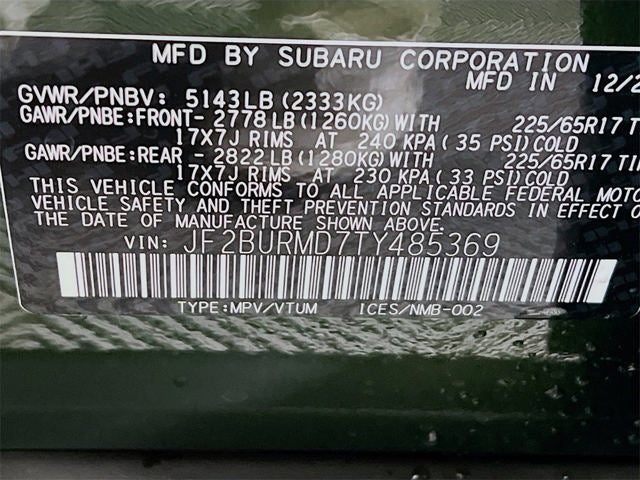 MFD BY SUBARU CORPORATION
MFD IN 12/2
GVWR/PNBV: 5143LB(2333KG)
GAWR/PNBE:FRONT-2778LB(1260KG)WITH 225/65R17
17X7J RIMS AT 240 KPA(35 PSI)COLD
GAWR/PNBE:REAR - 2822LB(1280KG)WITH 225/65R17 TI
17X7J RIMS AT 230 KPA(33 PSI)COLD
THIS VEHICLE CONFORMS TO ALL APPLICABLE FEDERAL MOTO
VEHICLE SAFETY AND THEFT PREVENTION STANDARDS IN EFFECT O
THE DATE OF MANUFACTURE SHOWN ABOVE.
VIN: JF2BURMD7TY485369
TYPE:MPV/VTUM ICES/NMB-002